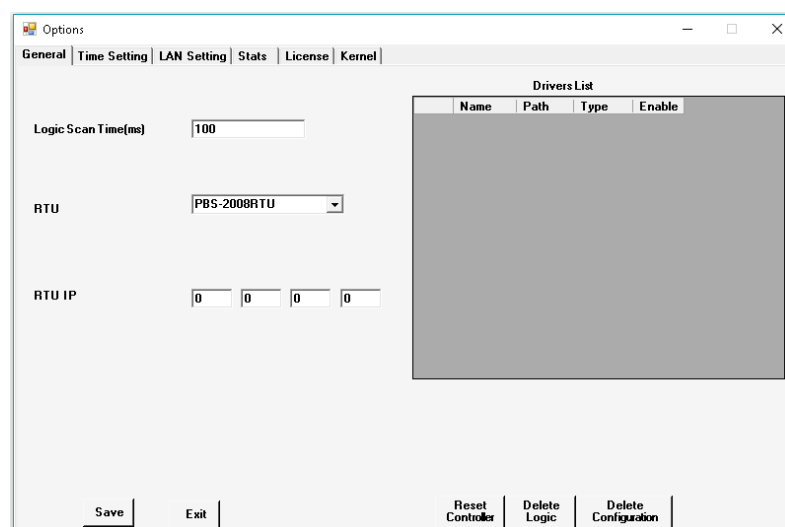 Options
General Time Setting LAN Setting Stats License Kernel
Drivers List
Name Path Type Enable
Logic Scan Time(ms) 100
RTU PBS-2008RTU
RTU IP 0 0 0 0
Save Exit
Reset Controller
Delete Logic
Delete Configuration